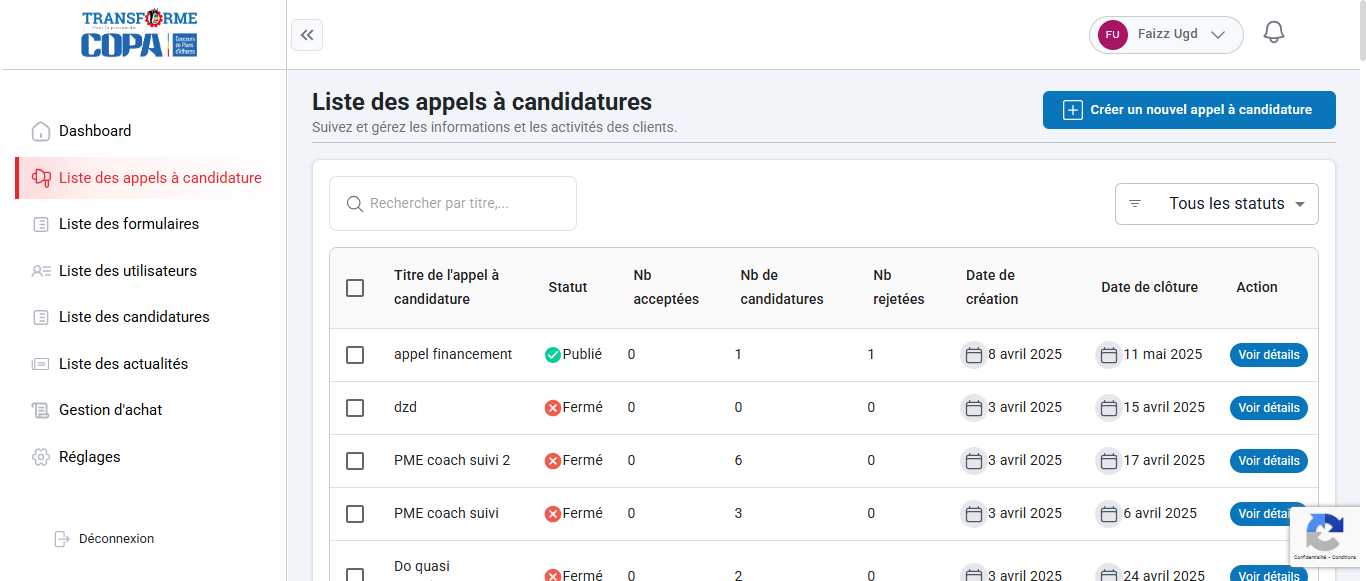 TRANSFORME
COPA
Concours
de Plans
d'Affaires
FU
Faizz Ugd
Dashboard
Liste des appels à candidature
Liste des formulaires
Liste des utilisateurs
Liste des candidatures
Liste des actualités
Gestion d'achat
Réglages
Déconnexion
Liste des appels à candidatures
Suivez et gérez les informations et les activités des clients.
Créer un nouvel appel à candidature
Rechercher par titre,...
Tous les statuts
Titre de l'appel à candidature Statut Nb acceptées Nb de candidatures Nb rejetées Date de création Date de clôture Action
appel financement Publié 0 1 1 8 avril 2025 11 mai 2025 Voir détails
dzd Fermé 0 0 0 3 avril 2025 15 avril 2025 Voir détails
PME coach suivi 2 Fermé 0 6 0 3 avril 2025 17 avril 2025 Voir détails
PME coach suivi Fermé 0 3 0 3 avril 2025 6 avril 2025 Voir déta
Do quasi
Fermé 0 2 0 3 avril 2025 24 avril 2025 Voir détails
Confidentialité - Conditions